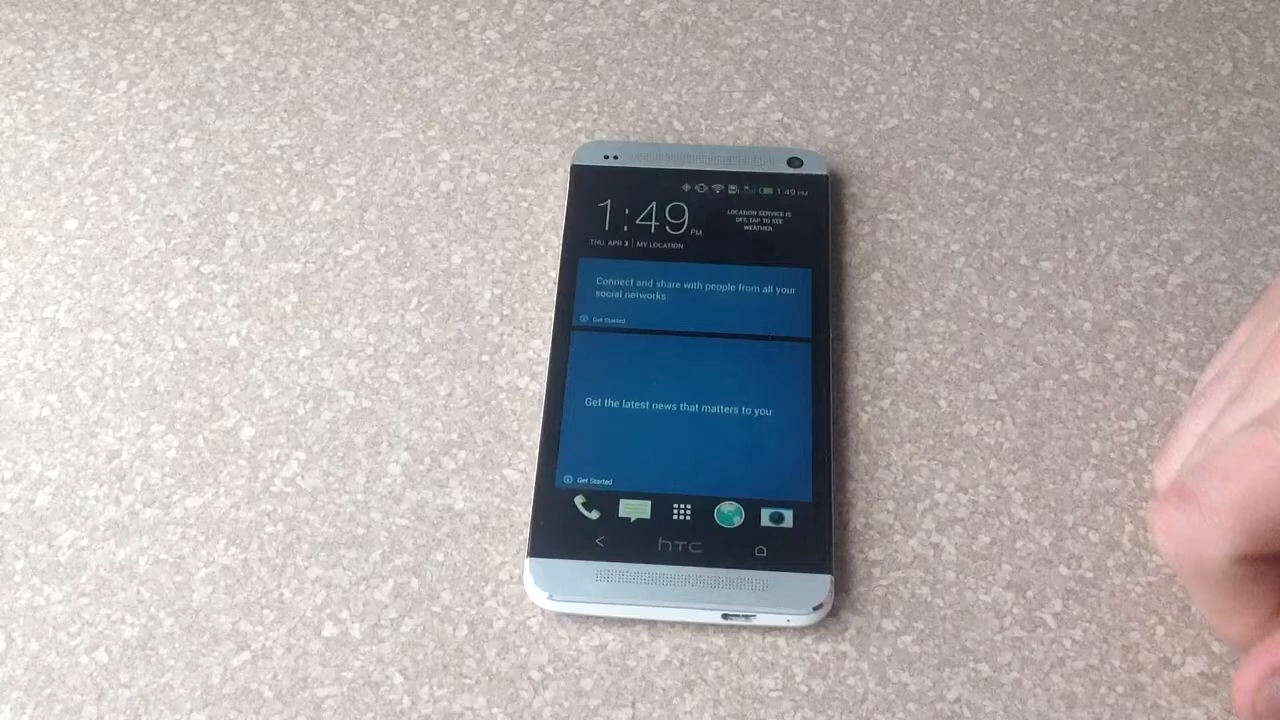 1:49 PM
1:49 PM
LOCATION SERVICE IS
OFF, TAP TO SEE
WEATHER.
THU, APR 3 | MY LOCATION
Connect and share with people from all your
social networks
Get Started
Get the latest news that matters to you.
Get Started
hTC